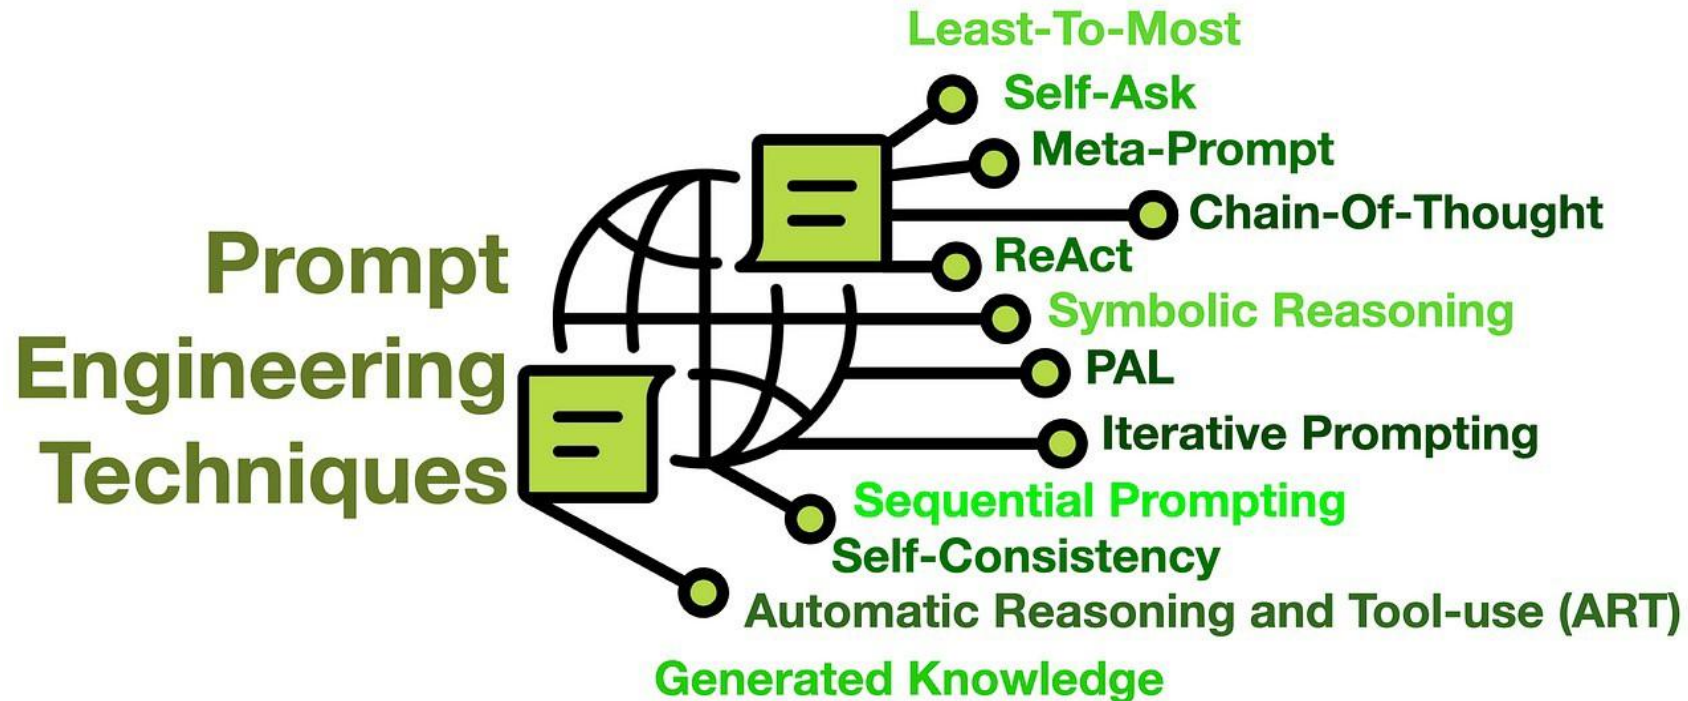 Prompt
Engineering
Techniques
Least-To-Most
Self-Ask
Meta-Prompt
Chain-Of-Thought
ReAct
Symbolic Reasoning
PAL
Iterative Prompting
Sequential Prompting
Self-Consistency
Automatic Reasoning and Tool-use (ART)
Generated Knowledge